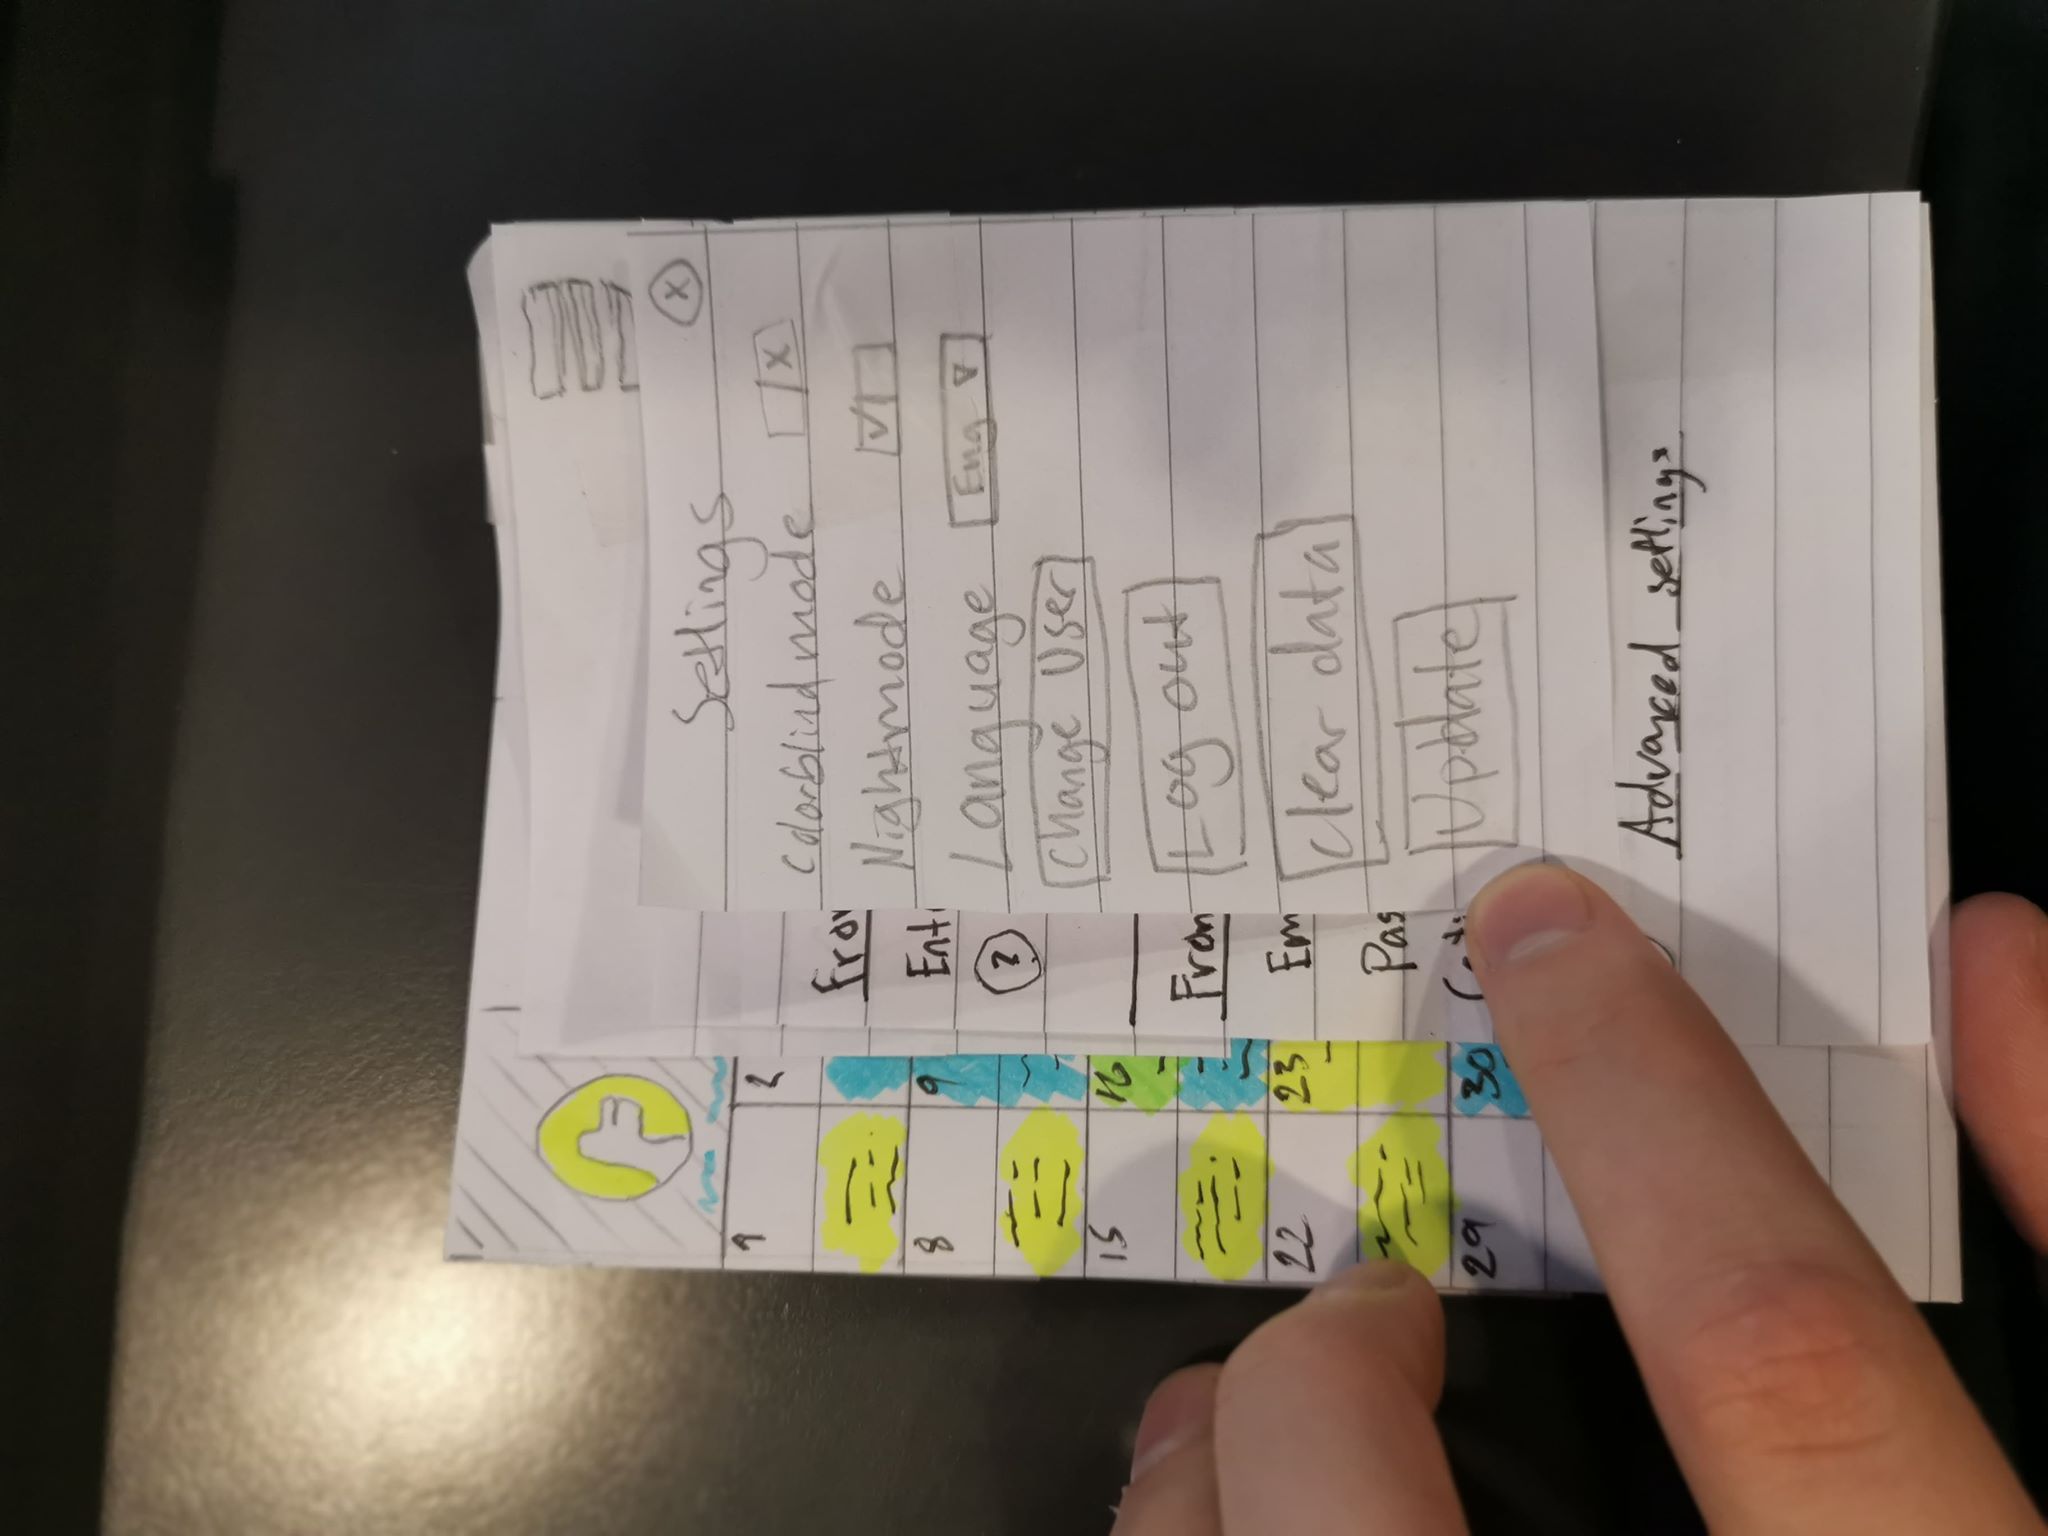 Settings
X
Colorblind mode X
Nightmode
Language Eng
Change User
Log out
Clear data
Update
Advanced settings
1 2
8 9
15 16
22 23
29 30
Fro
Ent
?
From
Em
Pas